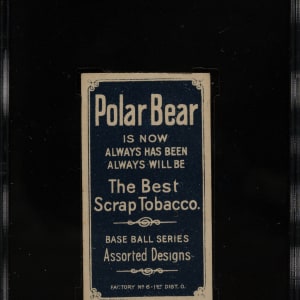 Polar Bear
IS NOW
ALWAYS HAS BEEN
ALWAYS WILL BE
The Best
Scrap Tobacco.
BASE BALL SERIES
Assorted Designs
FACTORY No 6-1ST DIST. O.